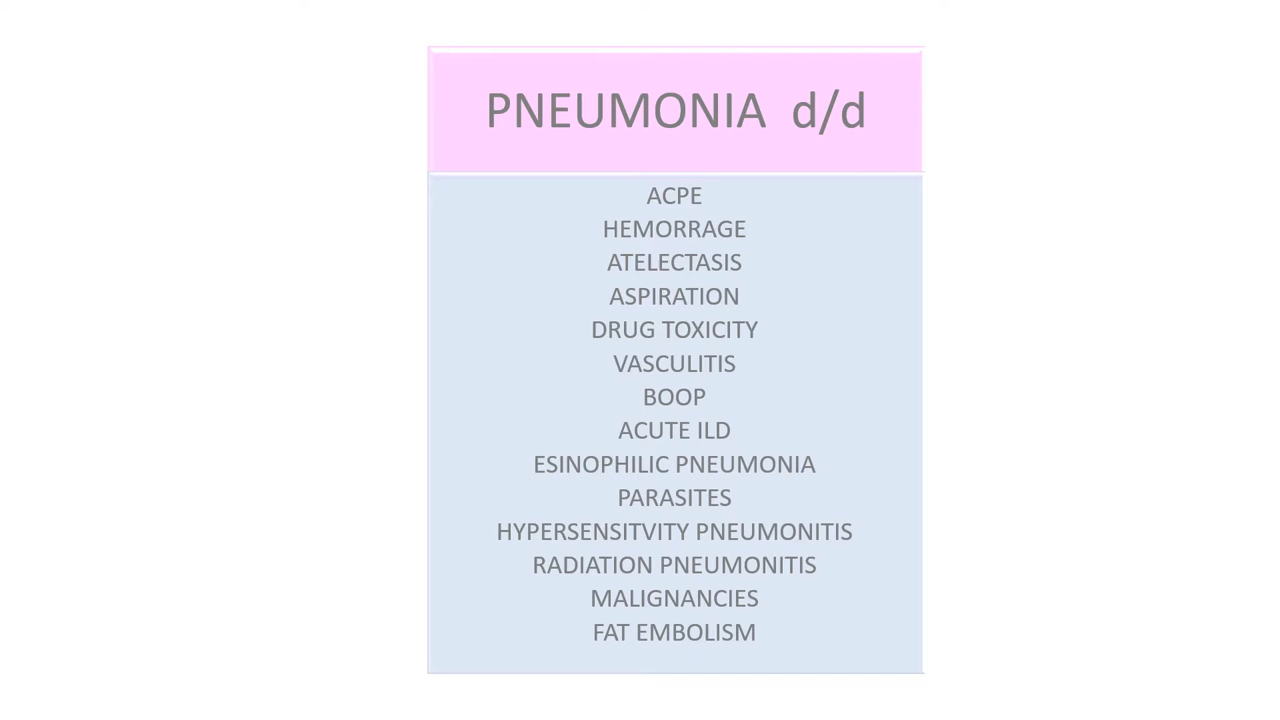 PNEUMONIA d/d
ACPE
HEMORRAGE
ATELECTASIS
ASPIRATION
DRUG TOXICITY
VASCULITIS
BOOP
ACUTE ILD
ESINOPHILIC PNEUMONIA
PARASITES
HYPERSENSITVITY PNEUMONITIS
RADIATION PNEUMONITIS
MALIGNANCIES
FAT EMBOLISM